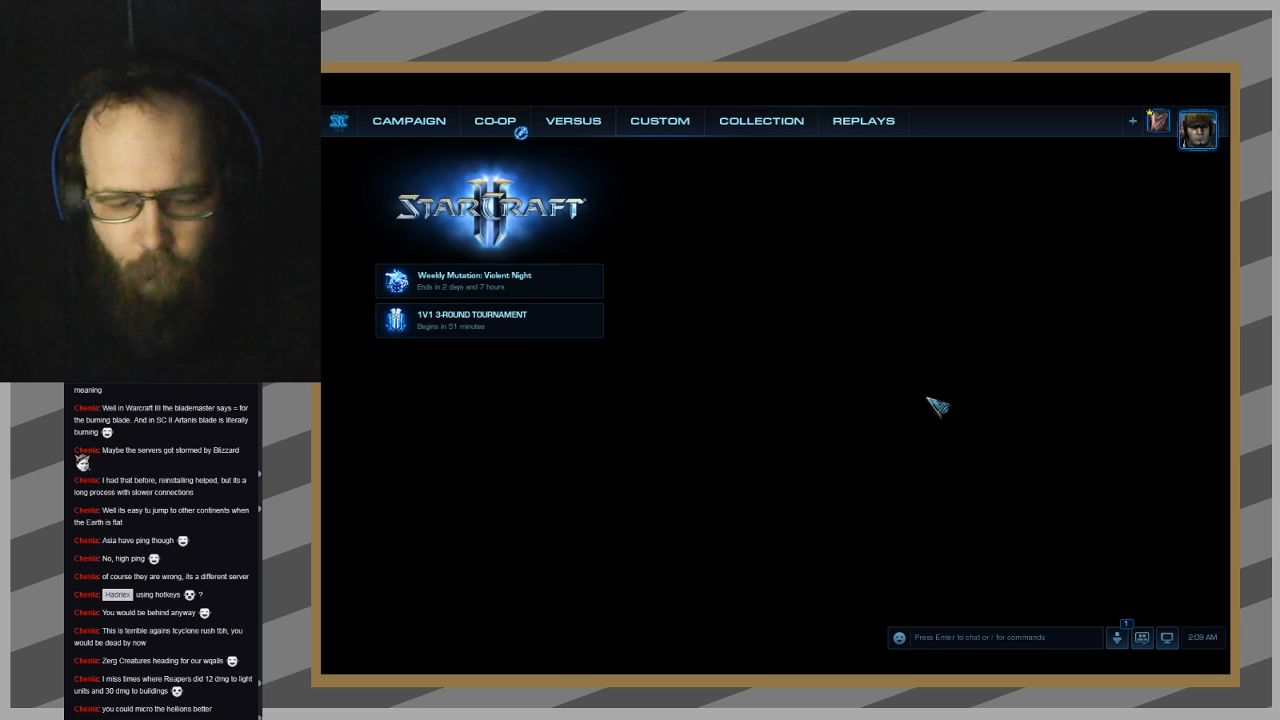 CAMPAIGN CO-OP VERSUS CUSTOM COLLECTION REPLAYS
STARCRAFT
II
Weekly Mutation: Violent Night
Ends in 2 days and 7 hours
1V1 3-ROUND TOURNAMENT
Begins in 51 minutes
meaning
Chenla: Well in Warcraft III the blademaster says = for
the burning blade. And in SC II Artanis blade is literally
burning
Chenla: Maybe the servers got stormed by Blizzard
Chenla: I had that before, reinstalling helped, but its a
long process with slower connections
Chenla: Well its easy tu jump to other continents when
the Earth is flat
Chenla: Asia have ping though
Chenla: No, high ping
Chenla: of course they are wrong, its a different server
Chenla: Hadriex using hotkeys ?
Chenla: You would be behind anyway
Chenla: This is terrible agains tcyclone rush tbh, you
would be dead by now
Chenla: Zerg Creatures heading for our wqalls
Chenla: I miss times where Reapers did 12 dmg to light
units and 30 dmg to buildings
Chenla: you could micro the hellions better
1
Press Enter to chat or / for commands
2:09 AM